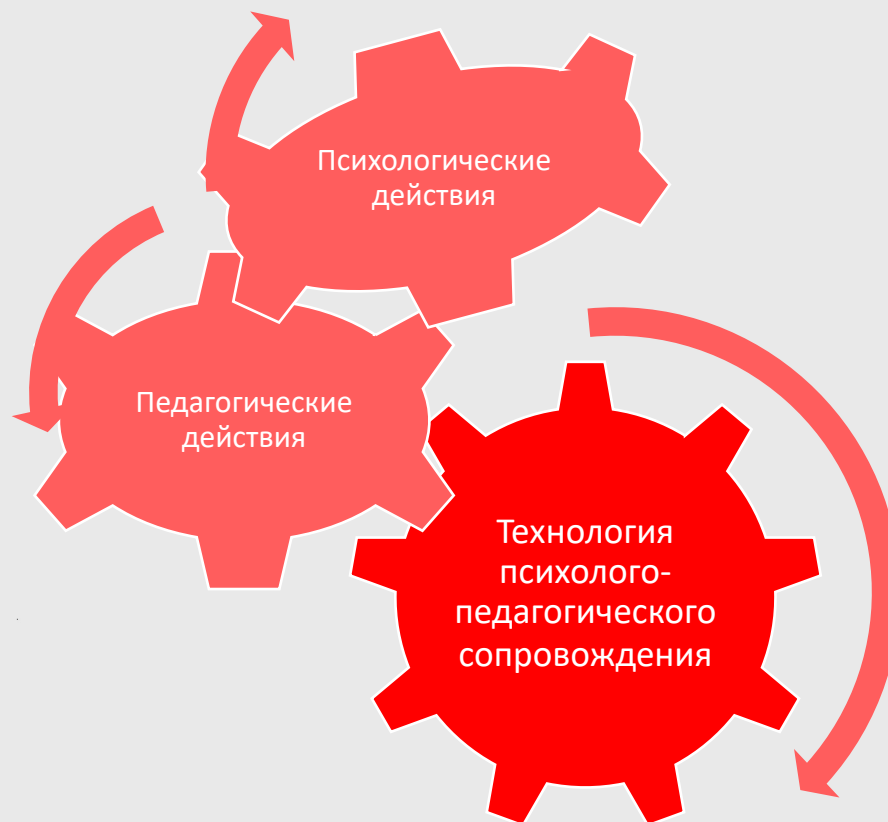 Психологические
действия
Педагогические
действия
Технология
психолого-
педагогического
сопровождения